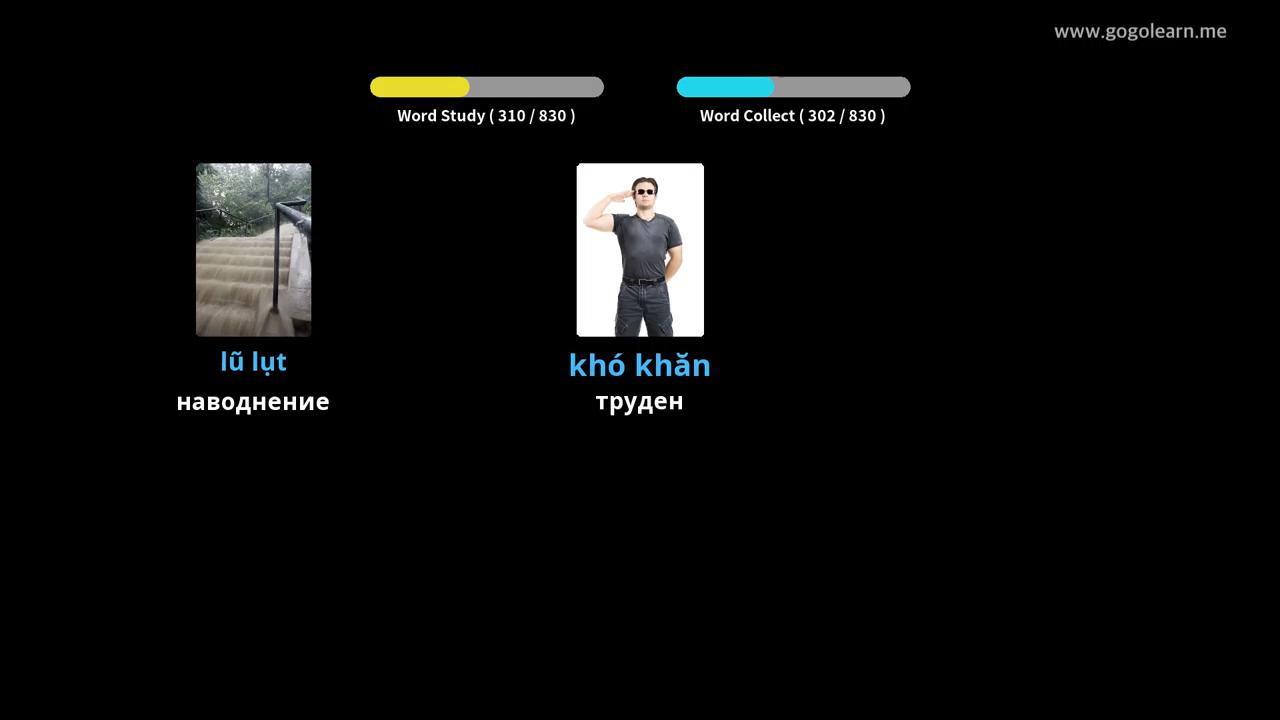 www.gogolearn.me
Word Study ( 310 / 830 )
Word Collect ( 302 / 830 )
lũ lụt
наводнение
khó khăn
труден